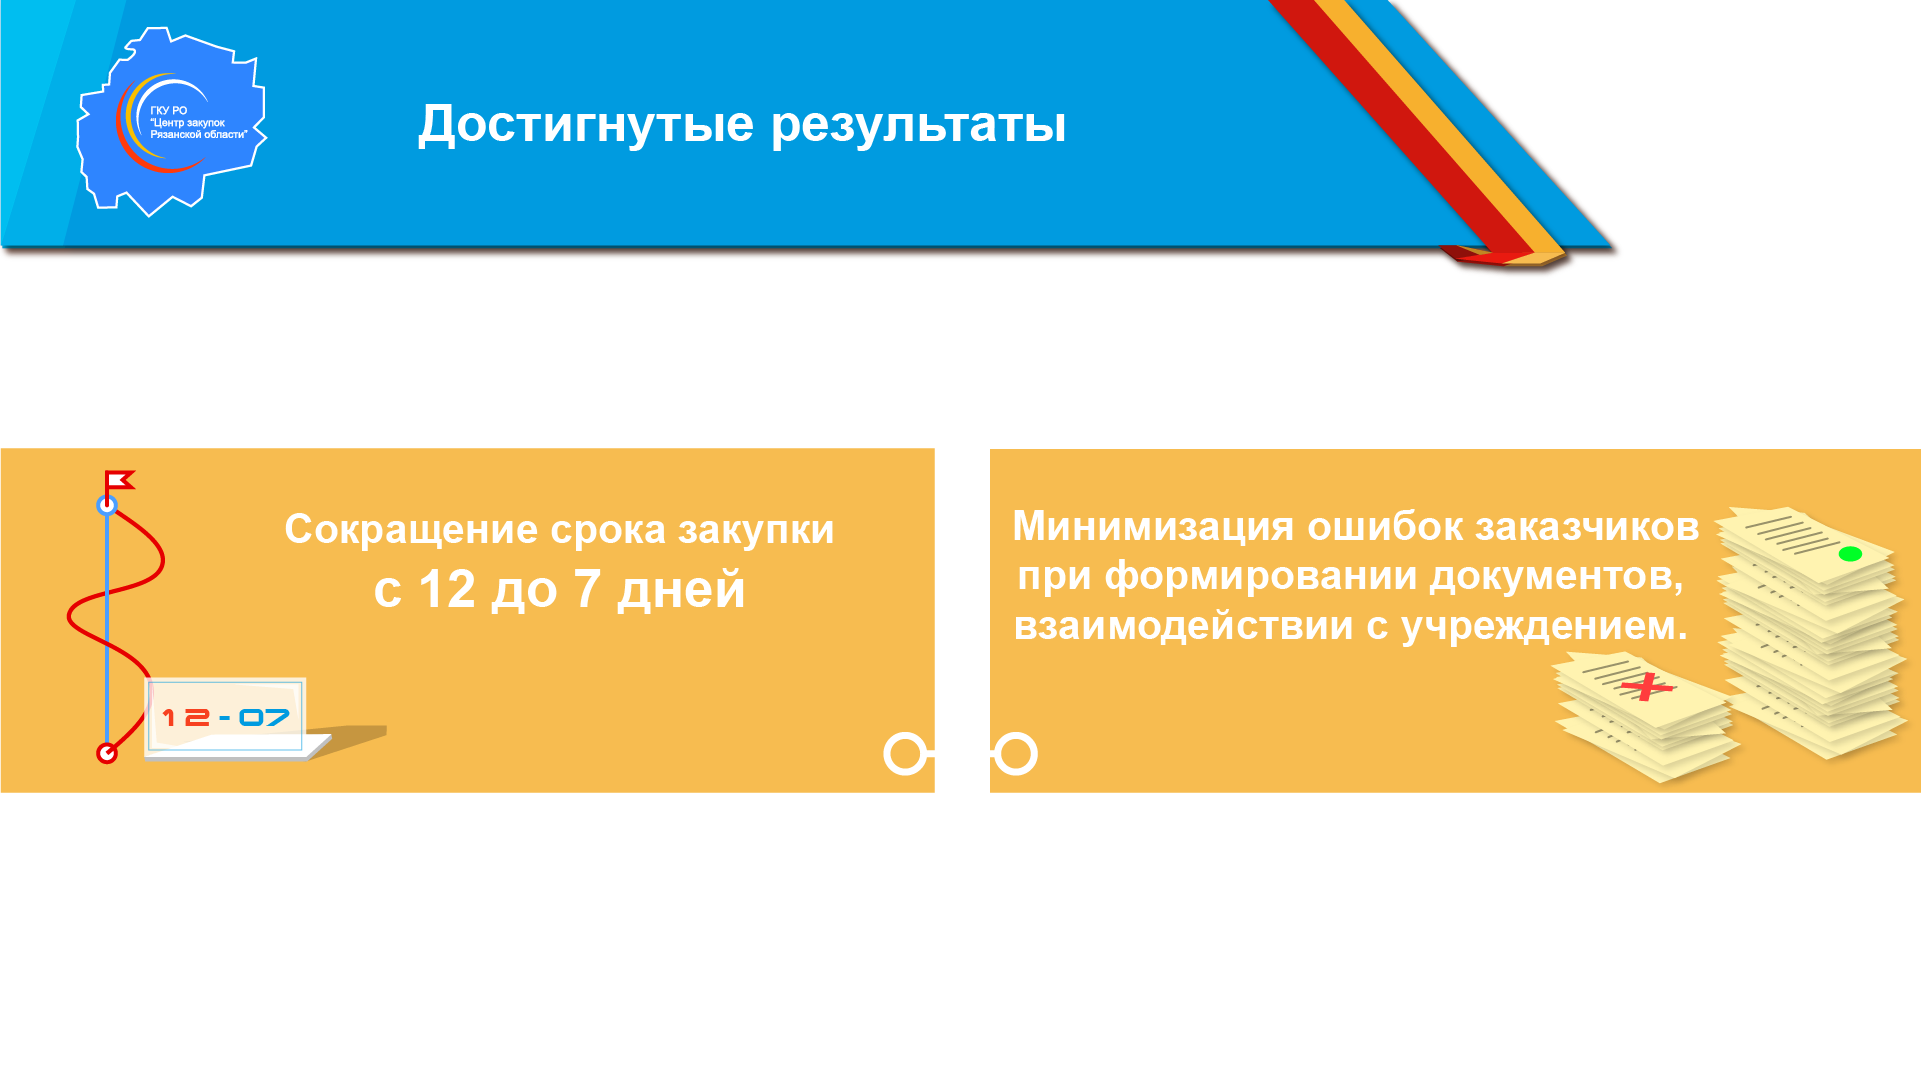 ГКУ РО
"Центр закупок
Рязанской области"
Достигнутые результаты
Сокращение срока закупки
с 12 до 7 дней
12-07
Минимизация ошибок заказчиков
при формировании документов,
взаимодействии с учреждением.